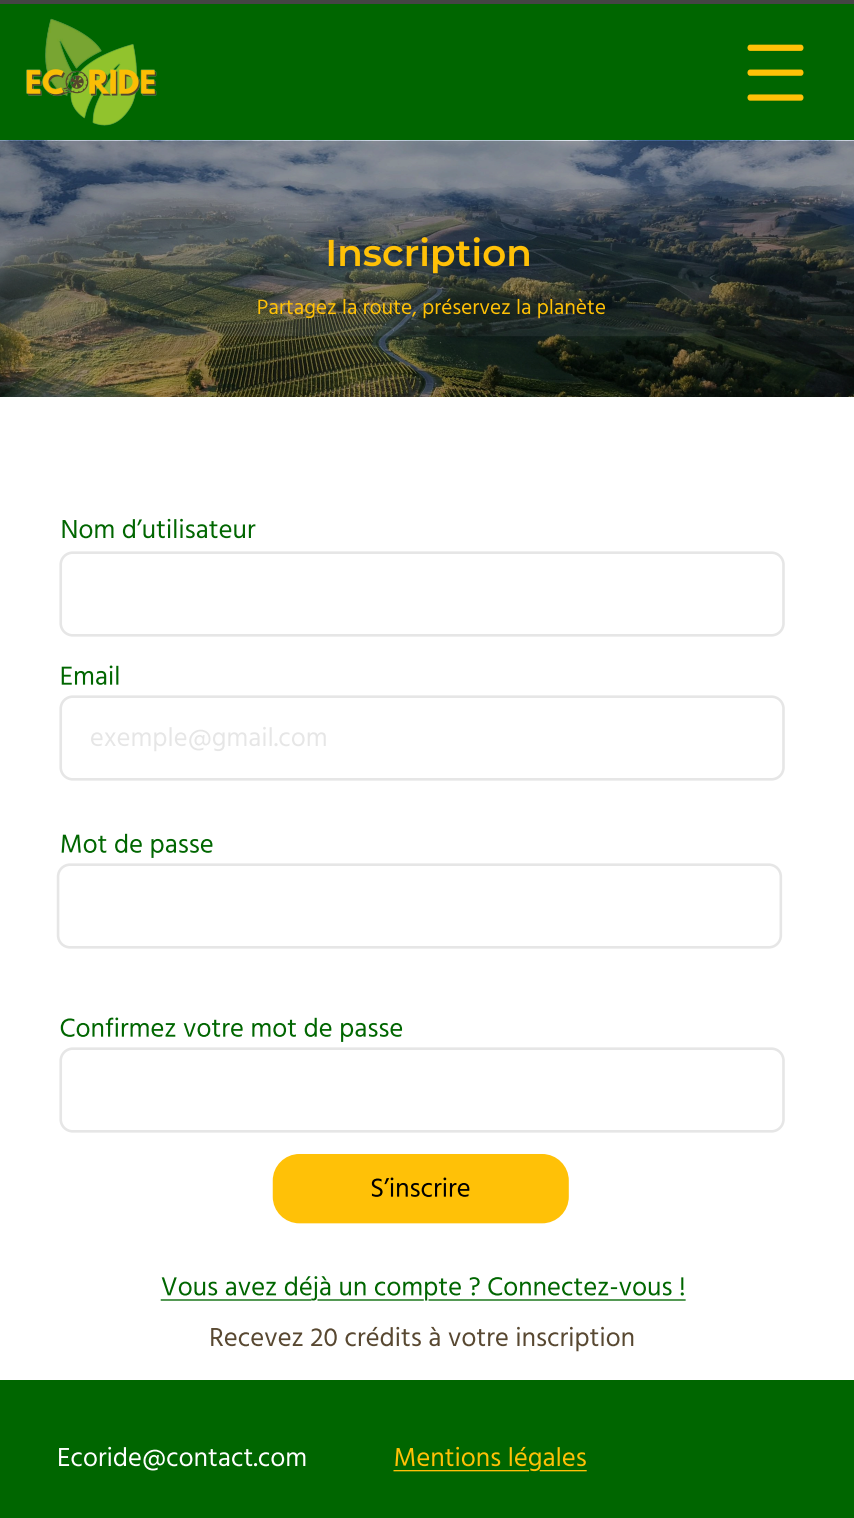 ECORIDE
Inscription
Partagez la route, préservez la planète
Nom d’utilisateur
Email
exemple@gmail.com
Mot de passe
Confirmez votre mot de passe
S’inscrire
Vous avez déjà un compte ? Connectez-vous !
Recevez 20 crédits à votre inscription
Ecoride@contact.com
Mentions légales